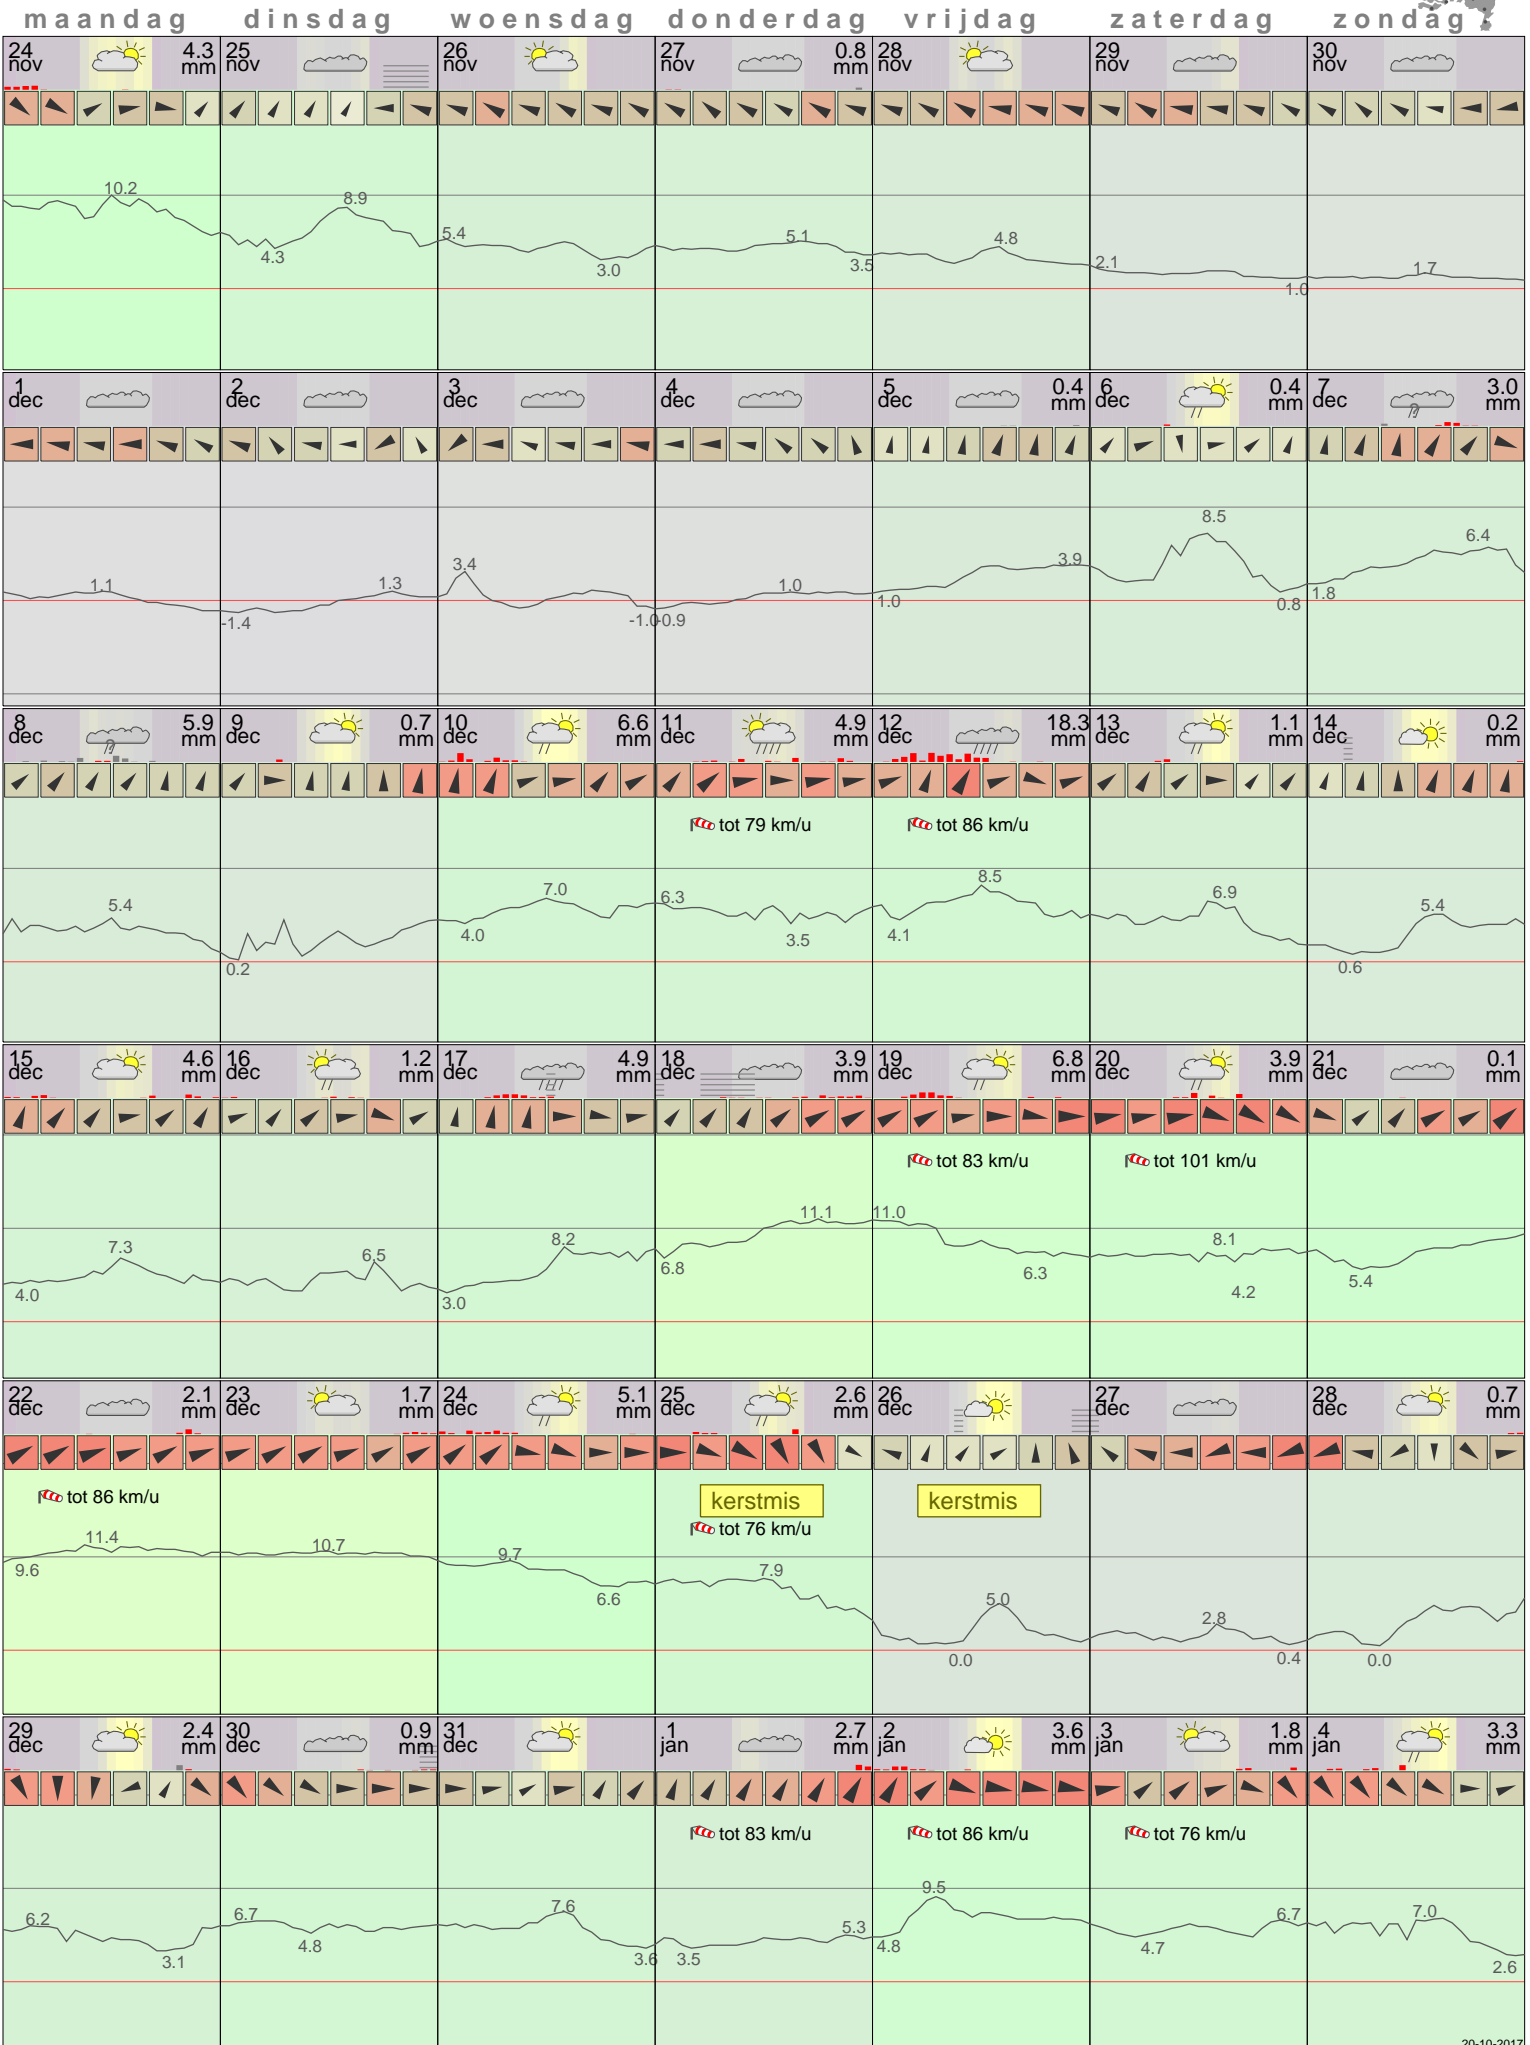 maandag dinsdag woensdag donderdag vrijdag zaterdag zondag
24 nov 4.3 mm 25 nov 26 nov 27 nov 0.8 mm 28 nov 29 nov 30 nov
10.2 8.9 4.3 5.4 3.0 5.1 3.5 4.8 2.1 1.0 1.7
1 dec 2 dec 3 dec 4 dec 5 dec 0.4 mm 6 dec 0.4 mm 7 dec 3.0 mm
1.1 -1.4 1.3 3.4 -1.0 -0.9 1.0 1.0 3.9 8.5 0.8 1.8 6.4
8 dec 5.9 mm 9 dec 0.7 mm 10 dec 6.6 mm 11 dec 4.9 mm 12 dec 18.3 mm 13 dec 1.1 mm 14 dec 0.2 mm
tot 79 km/u tot 86 km/u
5.4 0.2 4.0 7.0 6.3 3.5 4.1 8.5 6.9 0.6 5.4
15 dec 4.6 mm 16 dec 1.2 mm 17 dec 4.9 mm 18 dec 3.9 mm 19 dec 6.8 mm 20 dec 3.9 mm 21 dec 0.1 mm
tot 83 km/u tot 101 km/u
4.0 7.3 6.5 3.0 8.2 6.8 11.1 11.0 6.3 8.1 4.2 5.4
22 dec 2.1 mm 23 dec 1.7 mm 24 dec 5.1 mm 25 dec 2.6 mm 26 dec 27 dec 28 dec 0.7 mm
tot 86 km/u kerstmis kerstmis
tot 76 km/u
9.6 11.4 10.7 9.7 6.6 7.9 0.0 5.0 2.8 0.4 0.0
29 dec 2.4 mm 30 dec 0.9 mm 31 dec 1 jan 2.7 mm 2 jan 3.6 mm 3 jan 1.8 mm 4 jan 3.3 mm
tot 83 km/u tot 86 km/u tot 76 km/u
6.2 3.1 6.7 4.8 7.6 3.6 3.5 5.3 4.8 9.5 4.7 6.7 7.0 2.6
20-10-2017